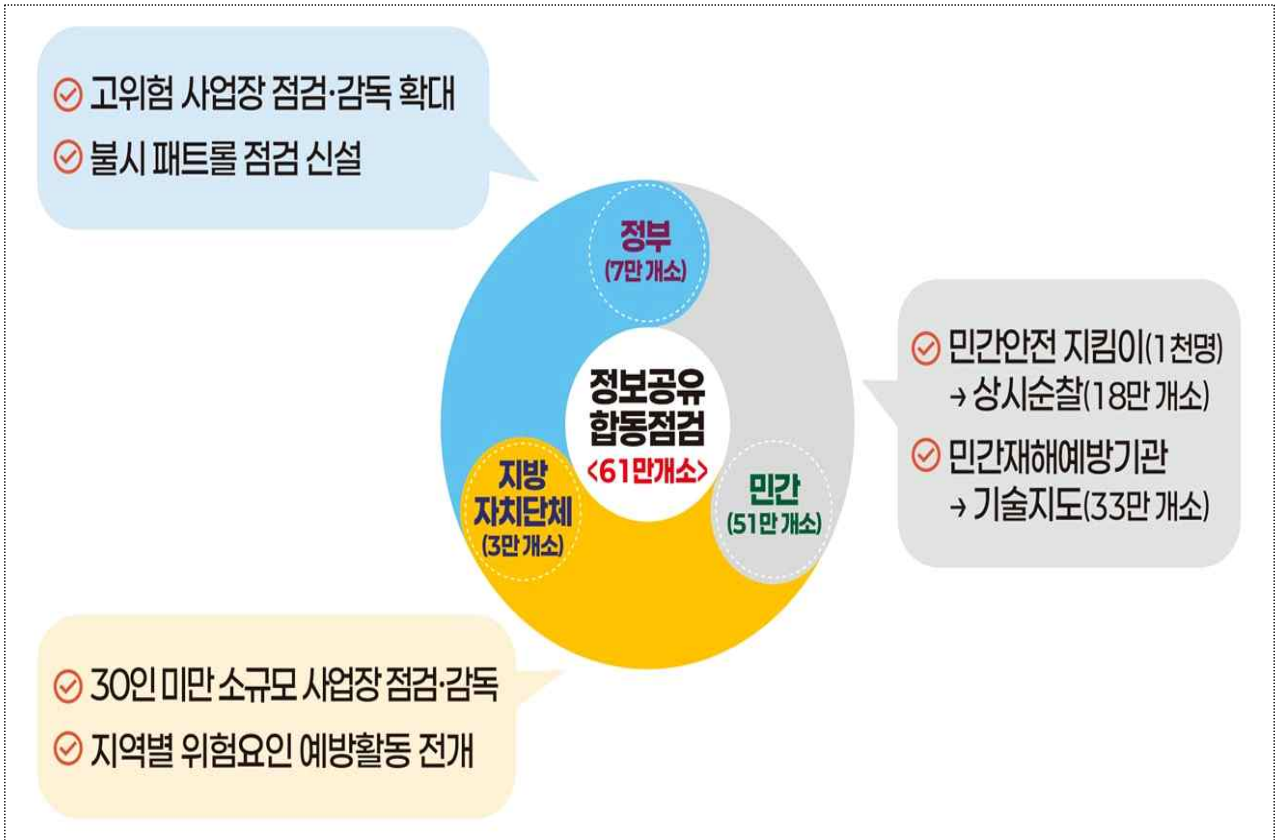 고위험 사업장 점검·감독 확대
불시 패트롤 점검 신설
정부
(7만 개소)
정보공유
합동점검
<61만개소>
지방
자치단체
(3만 개소)
민간
(51만 개소)
민간안전 지킴이(1천명)
→ 상시순찰(18만 개소)
민간재해예방기관
→ 기술지도(33만 개소)
30인 미만 소규모 사업장 점검·감독
지역별 위험요인 예방활동 전개